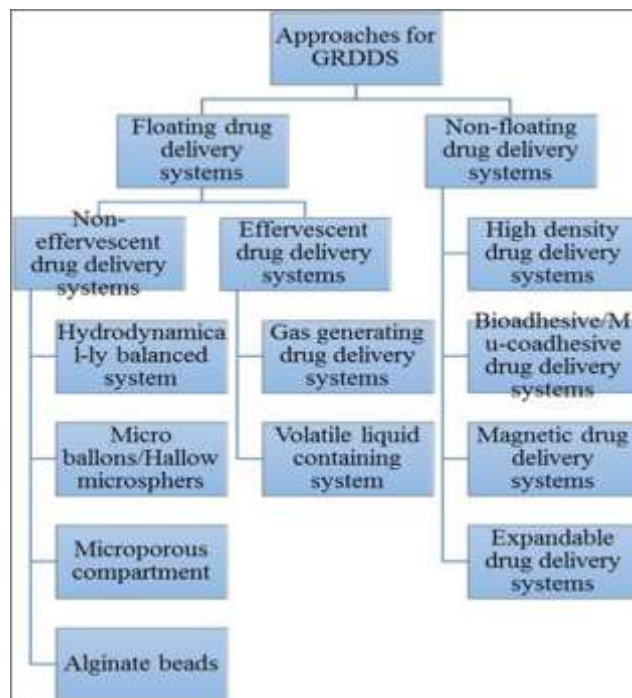 Approaches for
GRDDS
Floating drug
delivery
systems
Non-floating
drug delivery
systems
Non-
effervescent
drug delivery
systems
Effervescent
drug delivery
systems
High density
drug delivery
systems
Hydrodynamica
l-ly balanced
system
Gas generating
drug delivery
systems
Bioadhesive/M
u-coadhesive
drug delivery
systems
Micro
ballons/Hallow
microsphers
Volatile liquid
containing
system
Magnetic drug
delivery
systems
Microporous
compartment
Expandable
drug delivery
systems
Alginate beads